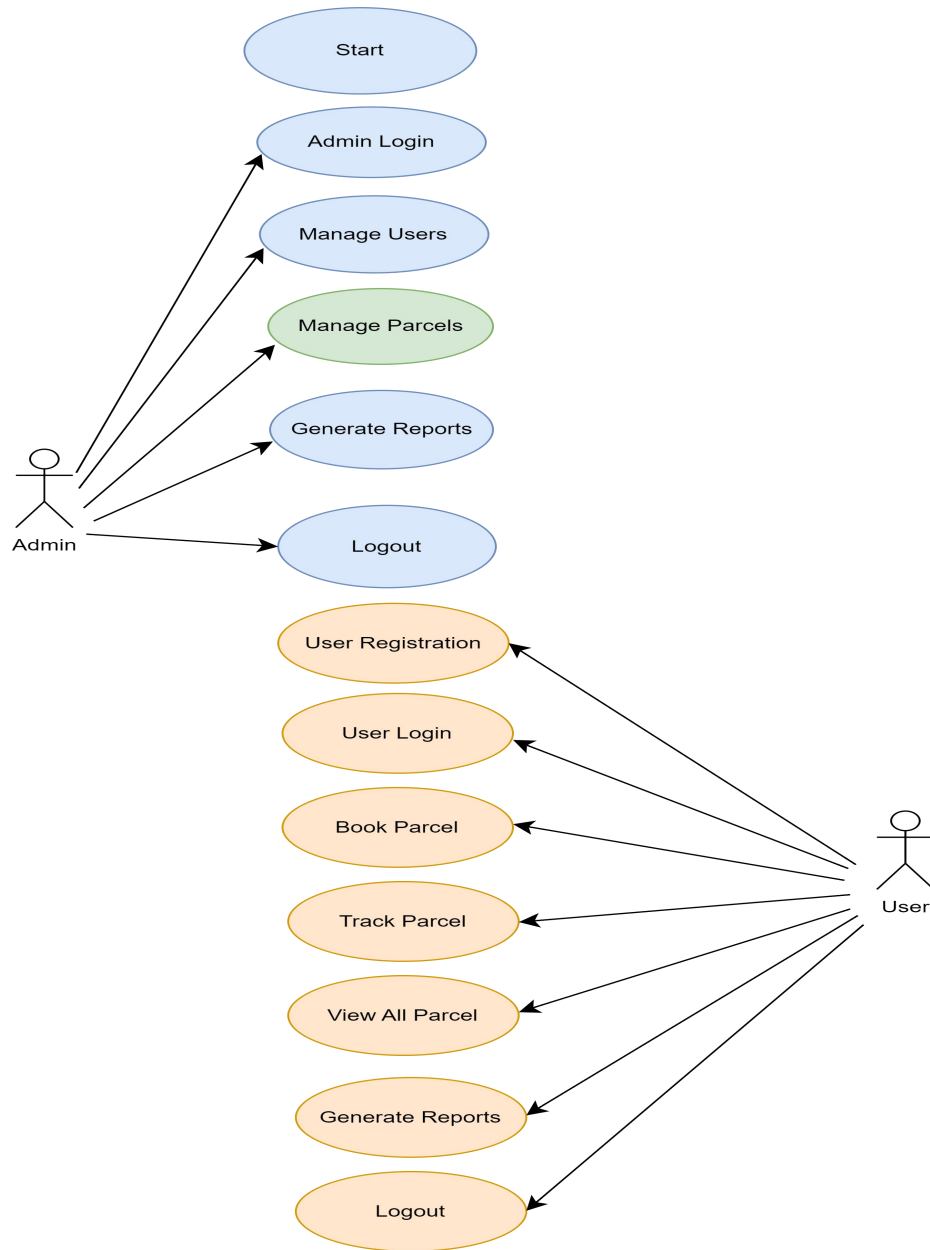 Start
Admin Login
Manage Users
Manage Parcels
Generate Reports
Admin
Logout
User Registration
User Login
Book Parcel
User
Track Parcel
View All Parcel
Generate Reports
Logout